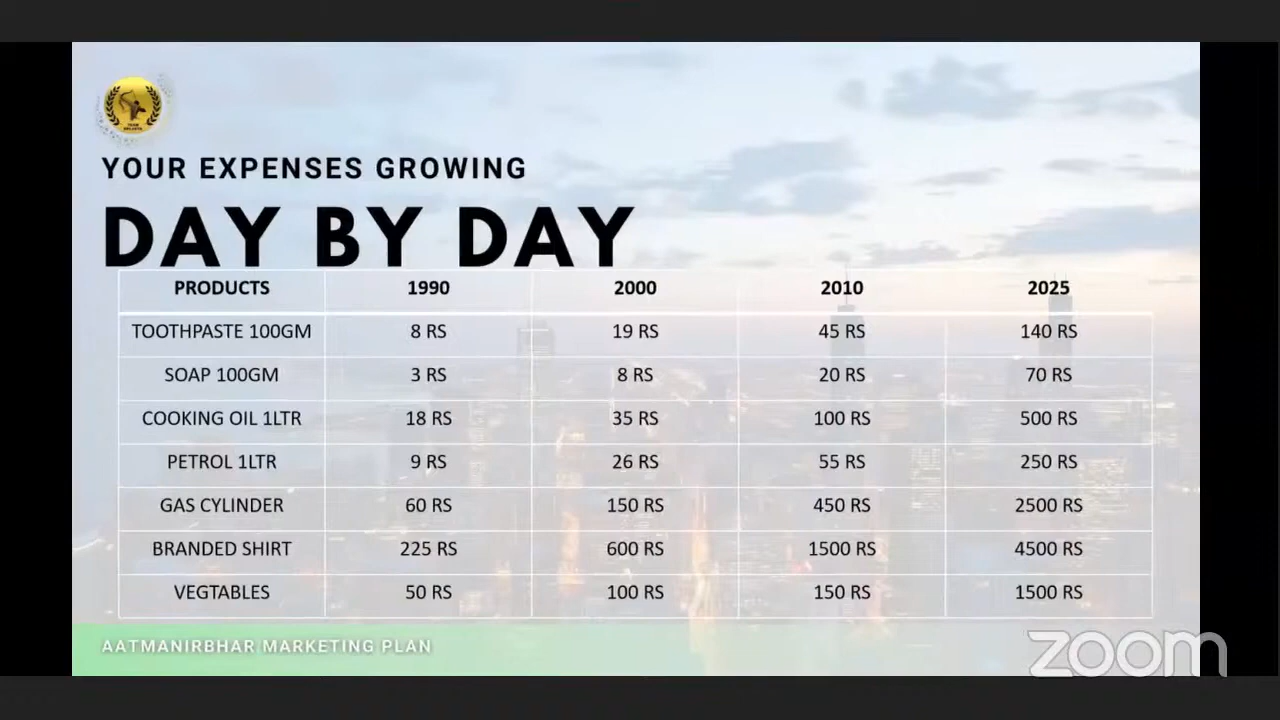 YOUR EXPENSES GROWING
DAY BY DAY
PRODUCTS 1990 2000 2010 2025
TOOTHPASTE 100GM 8 RS 19 RS 45 RS 140 RS
SOAP 100GM 3 RS 8 RS 20 RS 70 RS
COOKING OIL 1LTR 18 RS 35 RS 100 RS 500 RS
PETROL 1LTR 9 RS 26 RS 55 RS 250 RS
GAS CYLINDER 60 RS 150 RS 450 RS 2500 RS
BRANDED SHIRT 225 RS 600 RS 1500 RS 4500 RS
VEGTABLES 50 RS 100 RS 150 RS 1500 RS
AATMANIRBHAR MARKETING PLAN
zoom